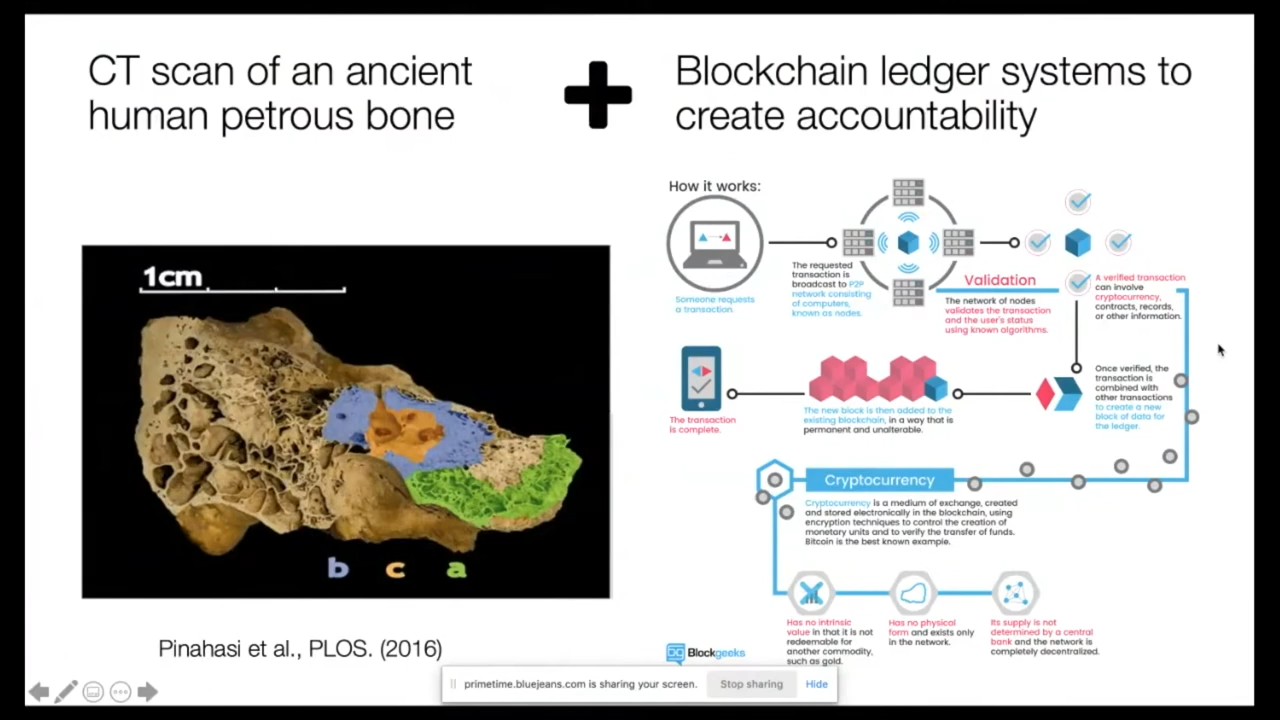 CT scan of an ancient
human petrous bone
Blockchain ledger systems to
create accountability
1cm
b c a
Pinahasi et al., PLOS. (2016)
How it works:
Someone requests
a transaction.
The requested
transaction is
broadcast to P2P
network consisting
of computers,
known as nodes.
Validation
The network of nodes
validates the transaction
and the user's status
using known algorithms.
A verified transaction
can involve
cryptocurrency,
contracts, records,
or other information.
Once verified, the
transaction is
combined with
other transactions
to create a new
block of data for
the ledger.
The new block is then added to the
existing blockchain, in a way that is
permanent and unalterable.
The transaction
is complete.
Cryptocurrency
Cryptocurrency is a medium of exchange, created
and stored electronically in the blockchain, using
encryption techniques to control the creation of
monetary units and to verify the transfer of funds.
Bitcoin is the best known example.
Has no intrinsic
value in that it is not
redeemable for
another commodity,
such as gold.
Has no physical
form and exists only
in the network.
Its supply is not
determined by a central
bank and the network is
completely decentralized.
Blockgeeks
primetime.bluejeans.com is sharing your screen.
Stop sharing
Hide